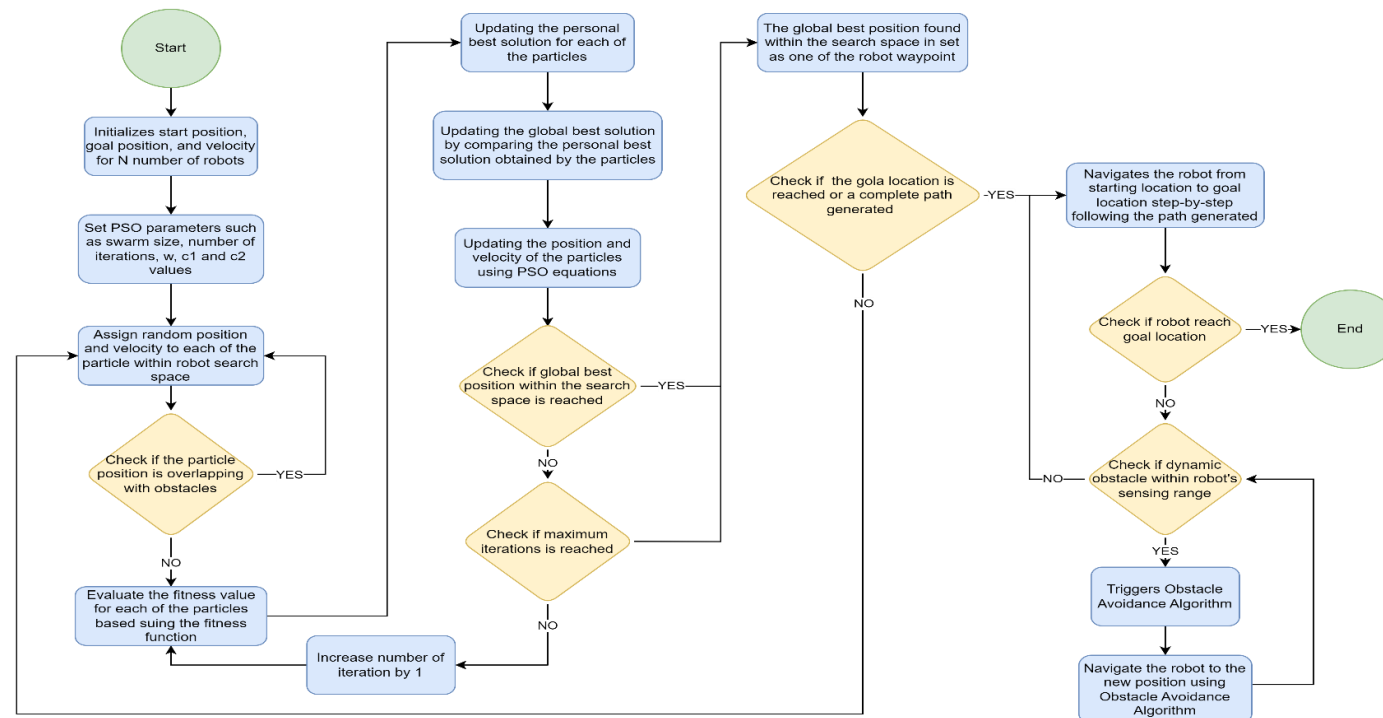 Start
Initializes start position,
goal position, and velocity
for N number of robots
Set PSO parameters such
as swarm size, number of
iterations, w, c1 and c2
values
Assign random position
and velocity to each of the
particle within robot search
space
Check if the particle
position is overlapping
with obstacles
YES
NO
Evaluate the fitness value
for each of the particles
based suing the fitness
function
Increase number of
iteration by 1
Updating the personal
best solution for each of
the particles
Updating the global best solution
by comparing the personal best
solution obtained by the particles
Updating the position and
velocity of the particles
using PSO equations
Check if global best
position within the search
space is reached
YES
NO
Check if maximum
iterations is reached
NO
The global best position found
within the search space in set
as one of the robot waypoint
Check if the gola location is
reached or a complete path
generated
YES
NO
Navigates the robot from
starting location to goal
location step-by-step
following the path generated
Check if robot reach
goal location
YES
End
NO
Check if dynamic
obstacle within robot's
sensing range
NO
YES
Triggers Obstacle
Avoidance Algorithm
Navigate the robot to the
new position using
Obstacle Avoidance
Algorithm